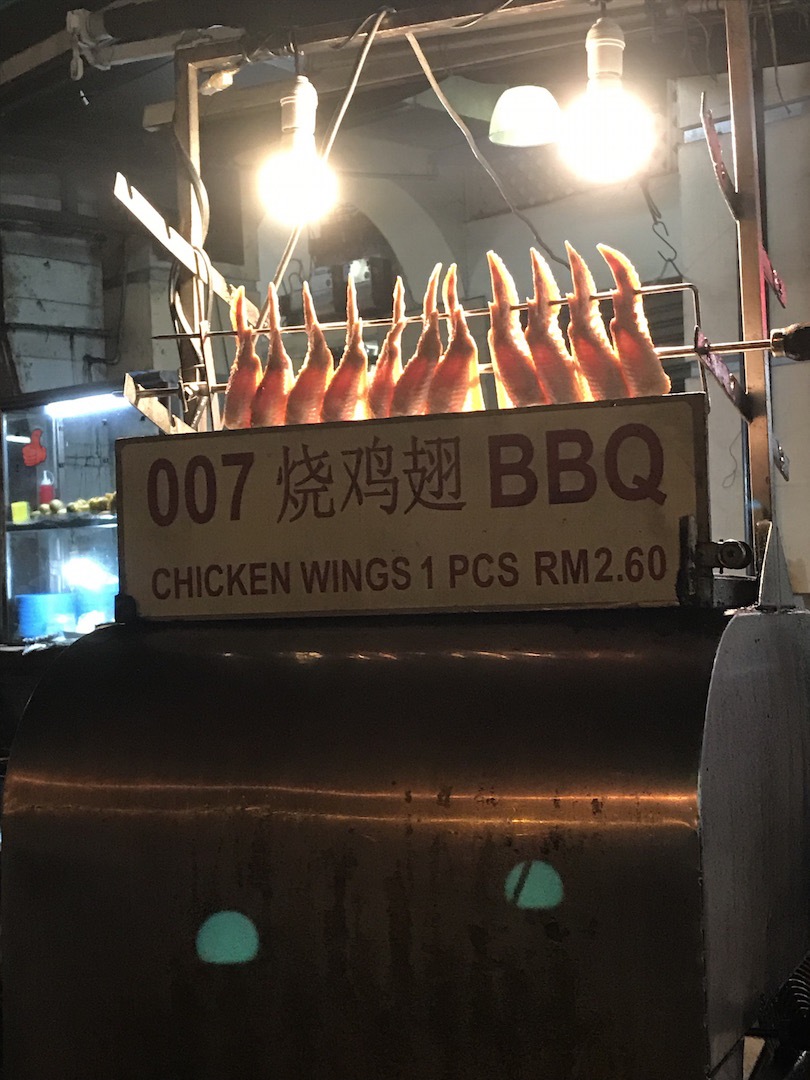 007 烧鸡翅 BBQ
CHICKEN WINGS 1 PCS RM2.60